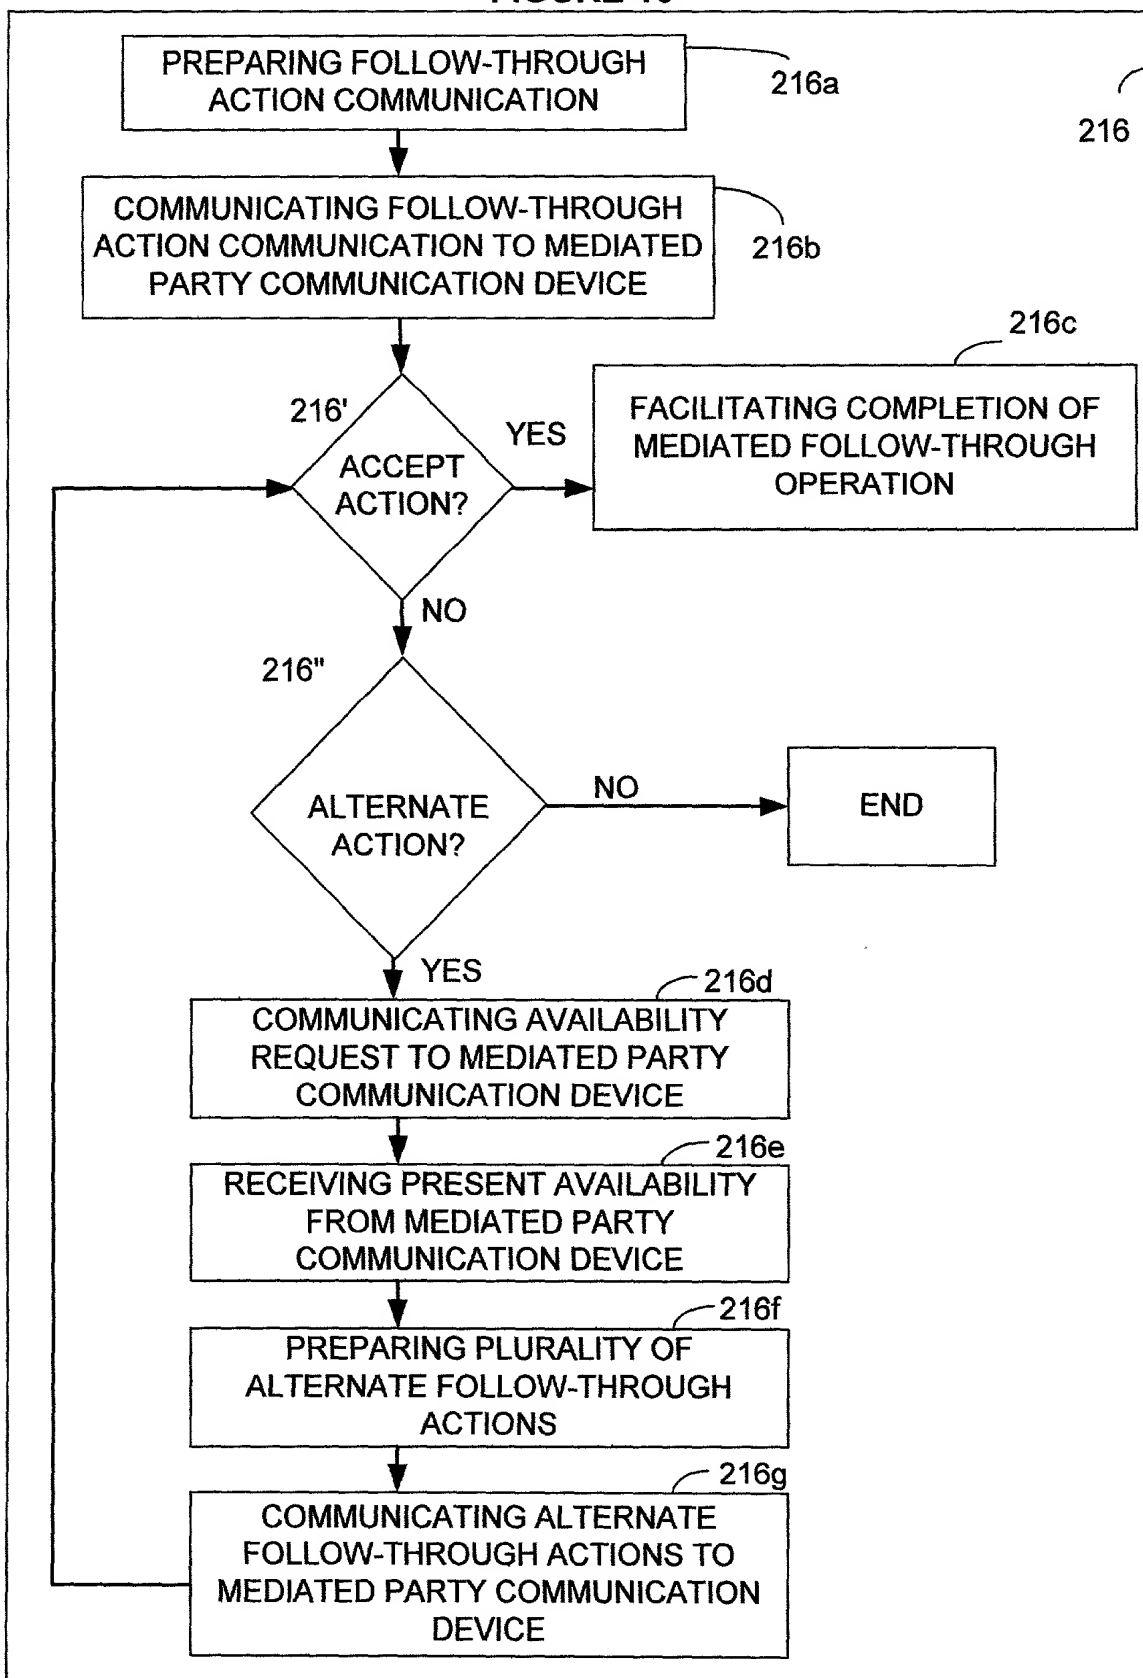 PREPARING FOLLOW-THROUGH
ACTION COMMUNICATION
216a
216
COMMUNICATING FOLLOW-THROUGH
ACTION COMMUNICATION TO MEDIATED
PARTY COMMUNICATION DEVICE
216b
216c
FACILITATING COMPLETION OF
MEDIATED FOLLOW-THROUGH
OPERATION
216'
YES
ACCEPT
ACTION?
NO
216"
ALTERNATE
ACTION?
NO
END
YES
216d
COMMUNICATING AVAILABILITY
REQUEST TO MEDIATED PARTY
COMMUNICATION DEVICE
216e
RECEIVING PRESENT AVAILABILITY
FROM MEDIATED PARTY
COMMUNICATION DEVICE
216f
PREPARING PLURALITY OF
ALTERNATE FOLLOW-THROUGH
ACTIONS
216g
COMMUNICATING ALTERNATE
FOLLOW-THROUGH ACTIONS TO
MEDIATED PARTY COMMUNICATION
DEVICE